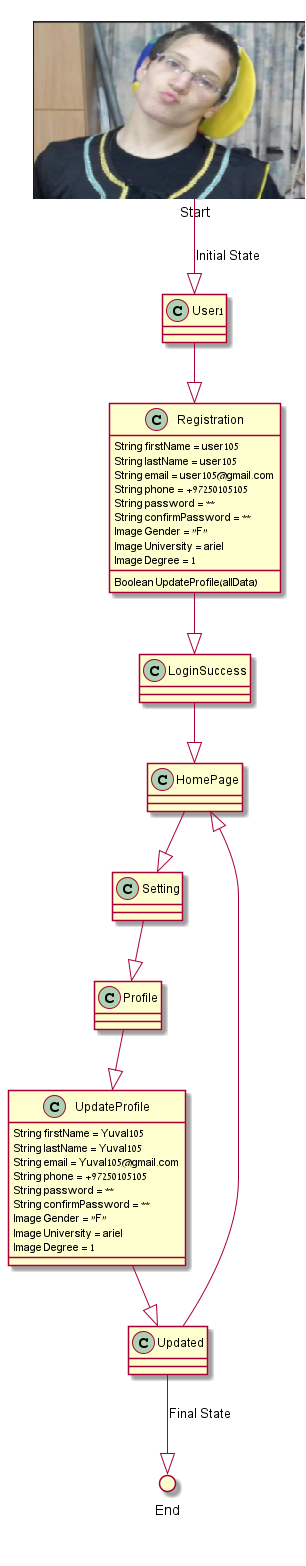 Start
Initial State
C User1
C Registration
String firstName = user105
String lastName = user105
String email = user105@gmail.com
String phone = +97250105105
String password = **
String confirmPassword = **
Image Gender = "F"
Image University = ariel
Image Degree = 1
Boolean UpdateProfile(allData)
C LoginSuccess
C HomePage
C Setting
C Profile
C UpdateProfile
String firstName = Yuval105
String lastName = Yuval105
String email = Yuval105@gmail.com
String phone = +97250105105
String password = **
String confirmPassword = **
Image Gender = "F"
Image University = ariel
Image Degree = 1
C Updated
Final State
End